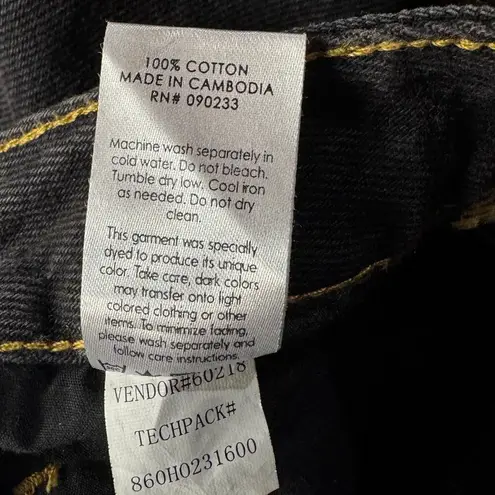 100% COTTON
MADE IN CAMBODIA
RN# 090233
Machine wash separately in
cold water. Do not bleach.
Tumble dry low. Cool iron
as needed. Do not dry
clean.
This garment was specially
dyed to produce its unique
color. Take care, dark colors
may transfer onto light
colored clothing or other
items. To minimize fading,
please wash separately and
follow care instructions.
VENDOR#60218
TECHPACK#
860H0231600